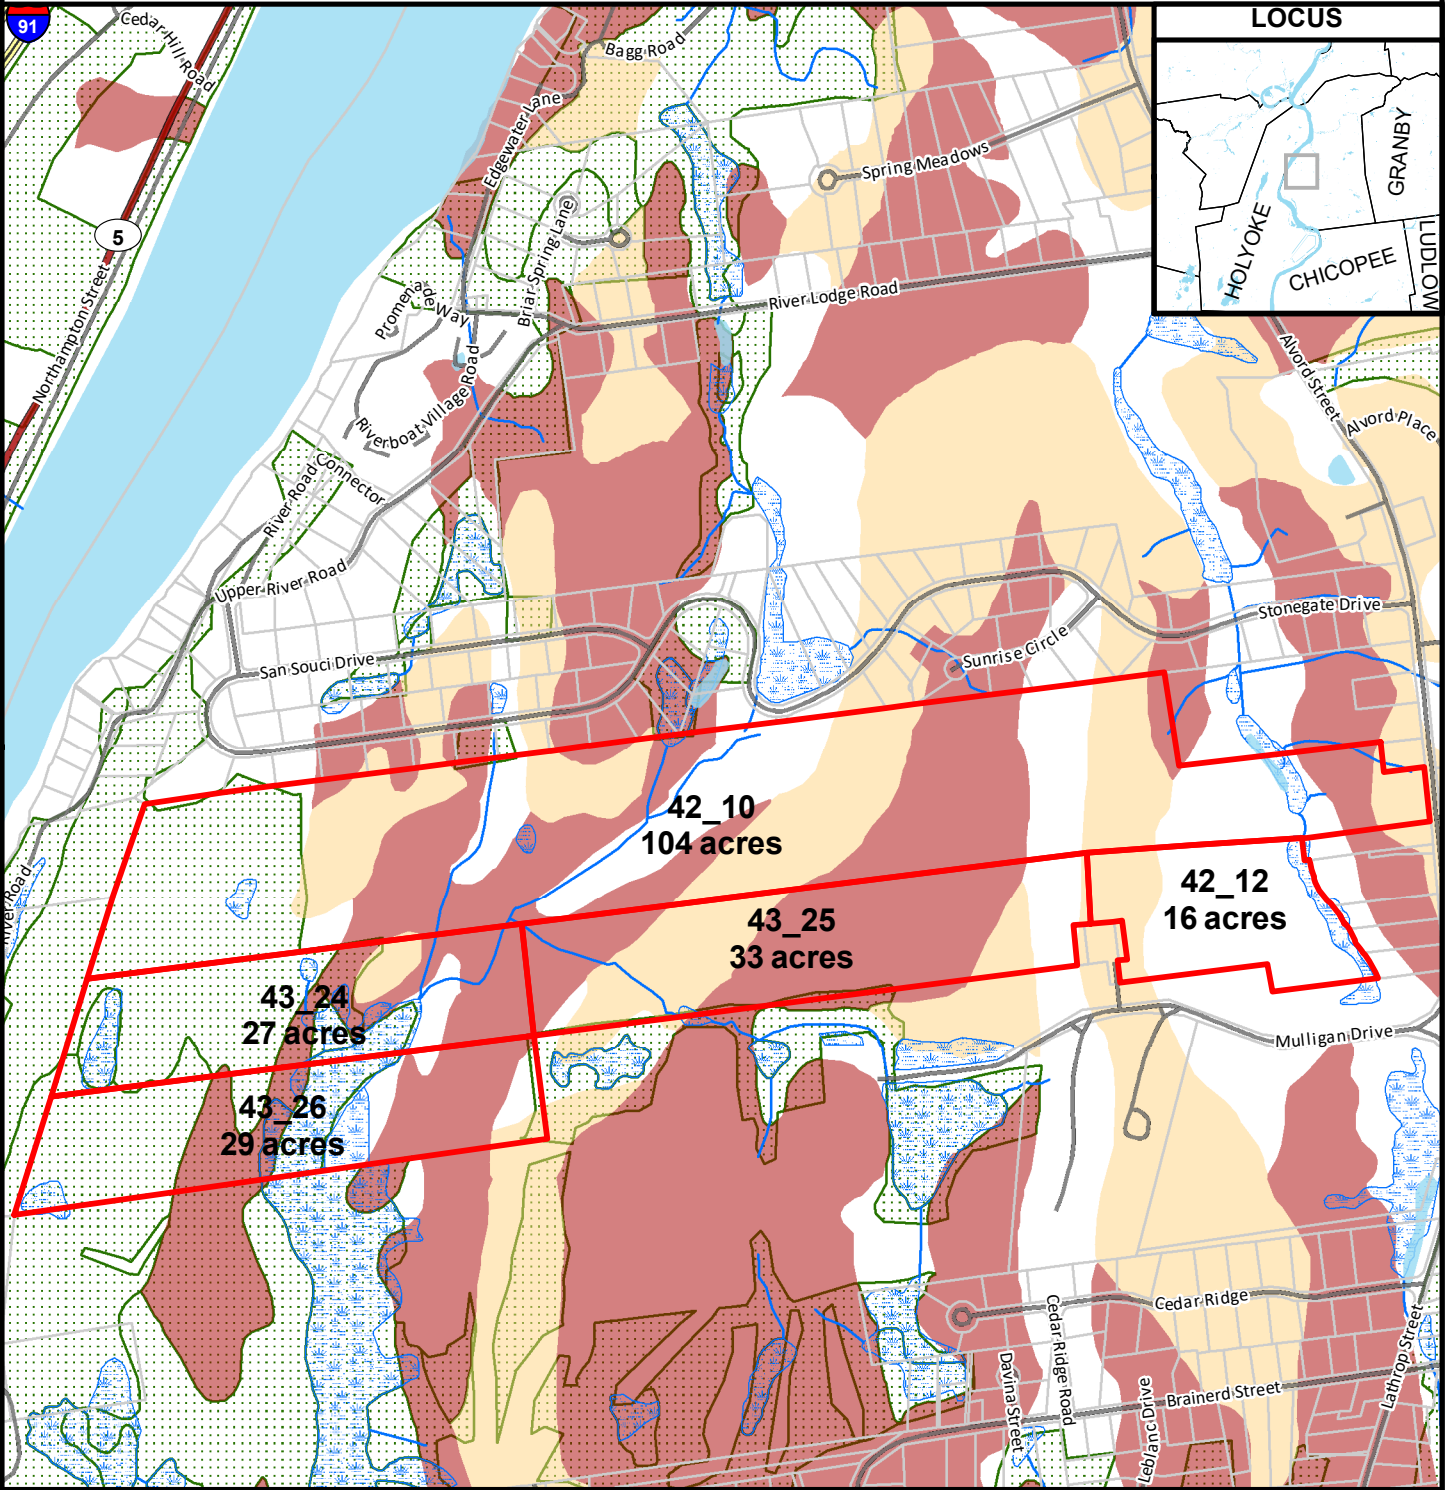 91
Cedar Hill Road
Bagg Road
LOCUS
Edgewater Lane
Spring Meadows
GRANBY
5
Briar Spring Lane
HOLYOKE
LUDLOW
CHICOPEE
Northampton Street
Promenade Way
River Lodge Road
Riverboat Village Road
Alvord Street
Alvord Place
River Road
Connector
Upper River Road
Stonegate Drive
San Souci Drive
Sunrise Circle
42_10
104 acres
River Road
42_12
16 acres
43_25
33 acres
43_24
27 acres
Mulligan Drive
43_26
29 acres
Cedar Ridge
Cedar Ridge Road
Davina Street
Leblanc Drive
Brainerd Street
Lathrop Street